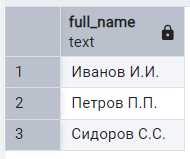 full_name
text
1 Иванов И.И.
2 Петров П.П.
3 Сидоров С.С.